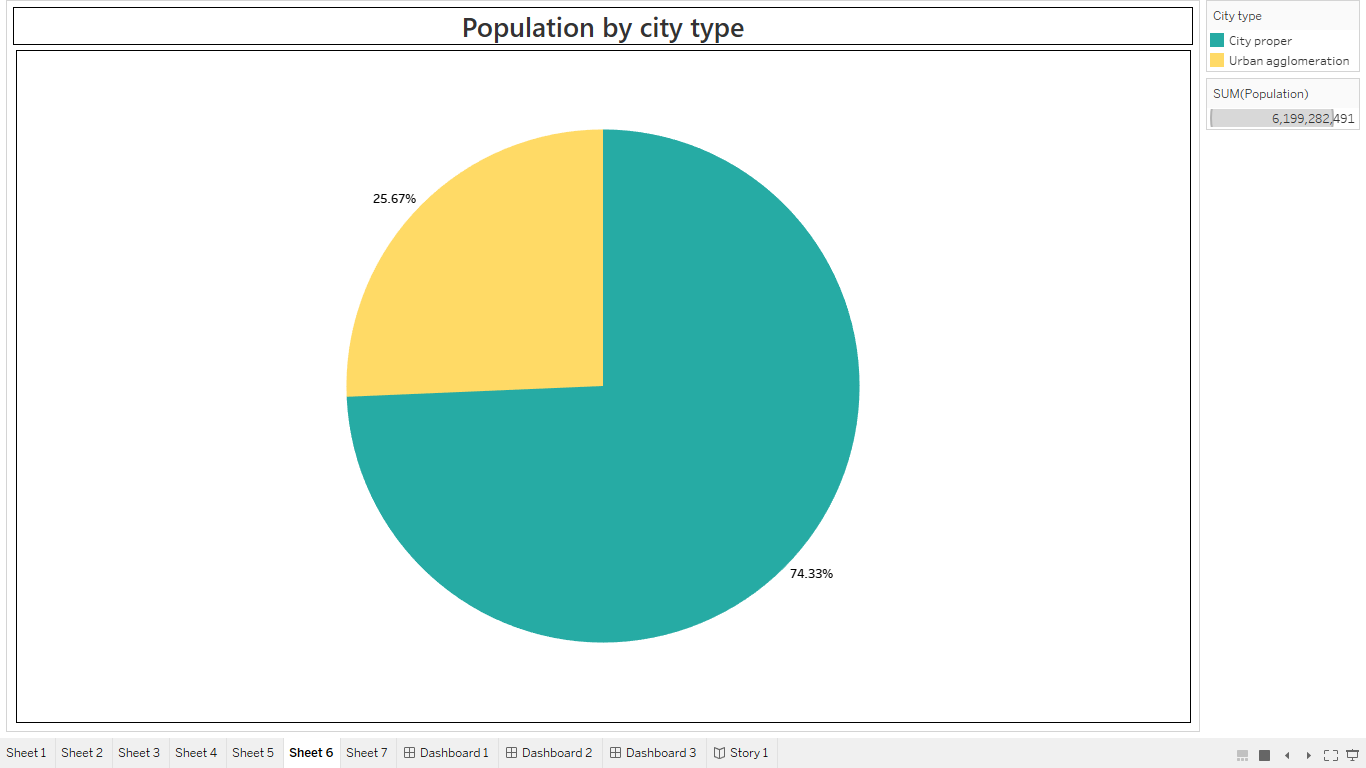 Population by city type
City type
City proper
Urban agglomeration
SUM(Population)
6,199,282,491
25.67%
74.33%
Sheet 1 Sheet 2 Sheet 3 Sheet 4 Sheet 5 Sheet 6 Sheet 7 Dashboard 1 Dashboard 2 Dashboard 3 Story 1